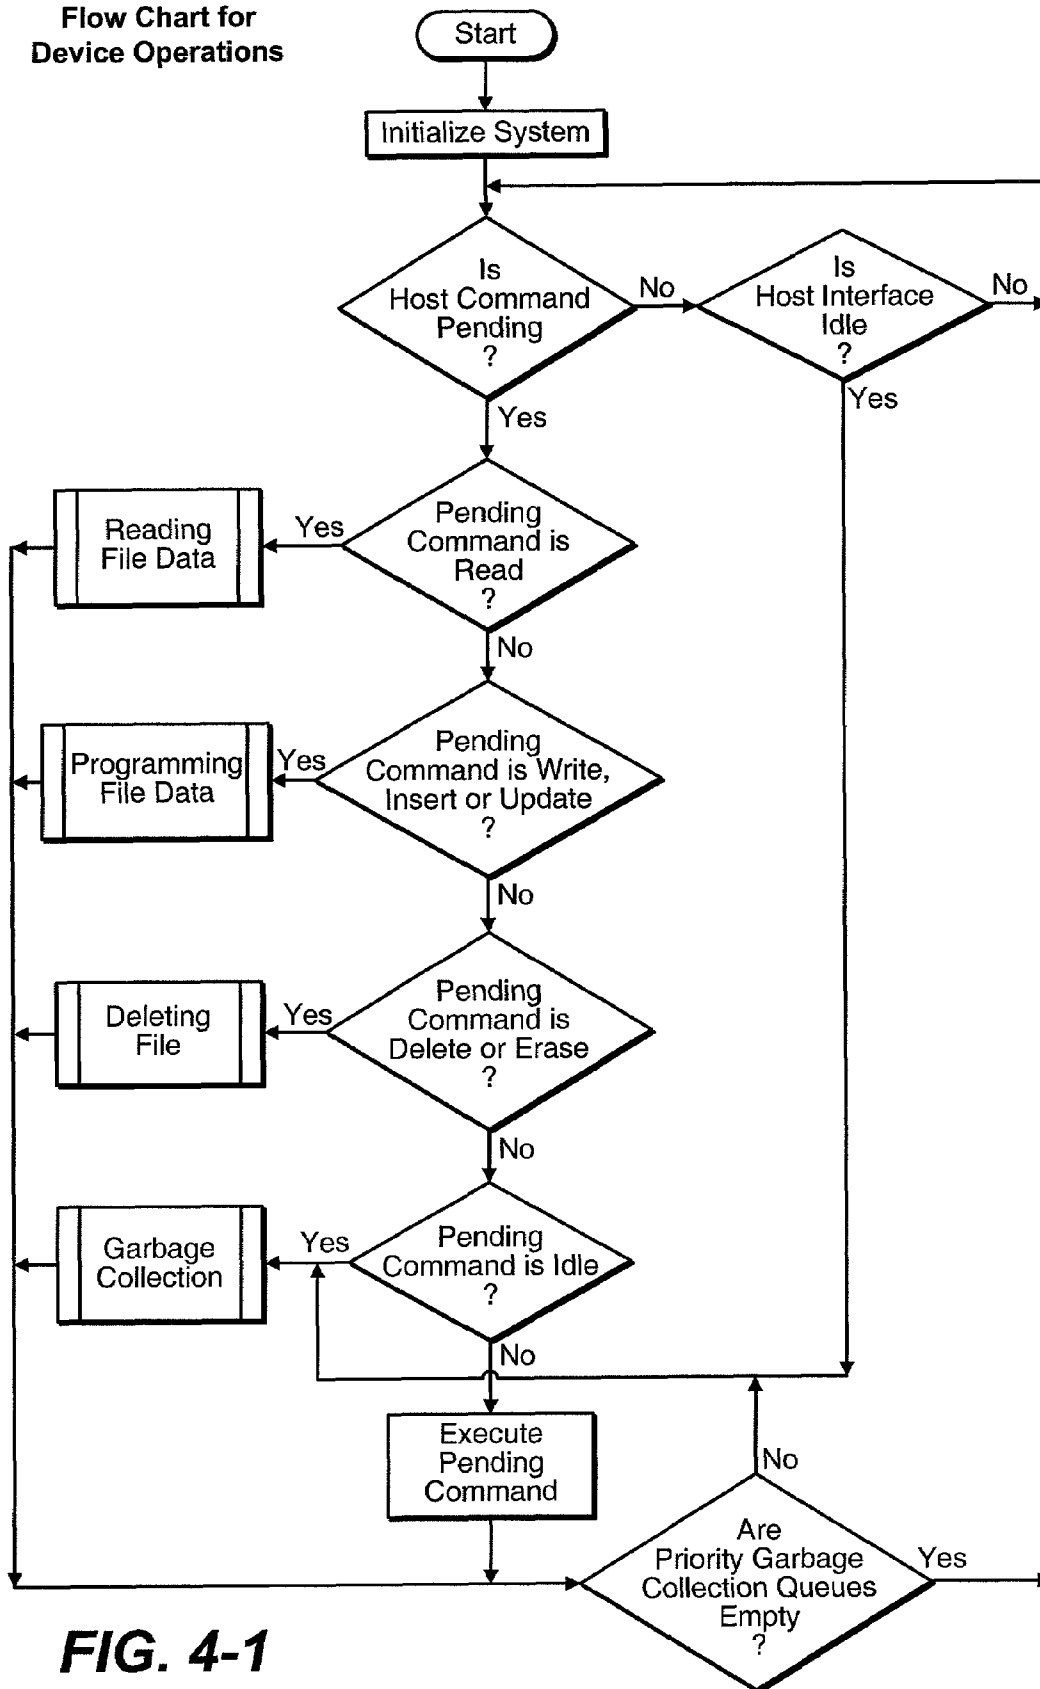 Flow Chart for
Device Operations
Start
Initialize System
Is
Host Command
Pending
?
No
Is
Host Interface
Idle
?
No
Yes
Yes
Pending
Command is
Read
?
Yes
Reading
File Data
No
Pending
Command is Write,
Insert or Update
?
Yes
Programming
File Data
No
Pending
Command is
Delete or Erase
?
Yes
Deleting
File
No
Pending
Command is Idle
?
Yes
Garbage
Collection
No
Execute
Pending
Command
No
Are
Priority Garbage
Collection Queues
Empty
?
Yes
FIG. 4-1